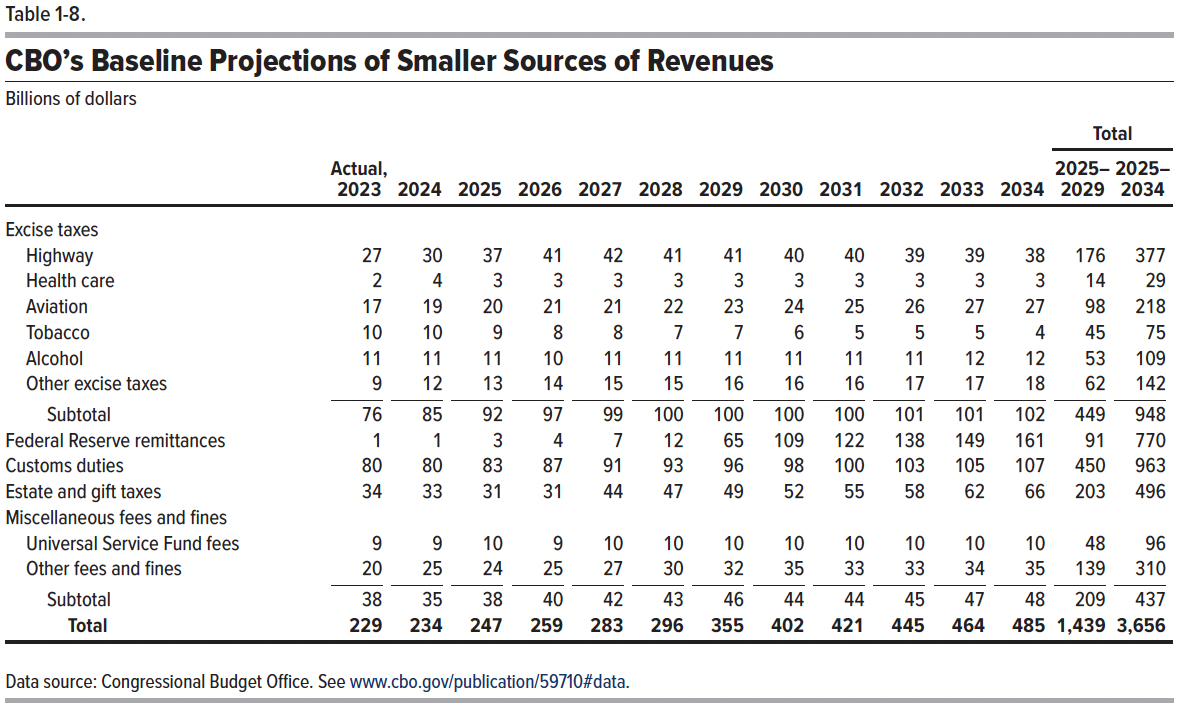 Table 1-8.
CBO’s Baseline Projections of Smaller Sources of Revenues
Billions of dollars
Total
Actual, 2025– 2025–
2023 2024 2025 2026 2027 2028 2029 2030 2031 2032 2033 2034 2029 2034
Excise taxes
Highway 27 30 37 41 42 41 41 40 40 39 39 38 176 377
Health care 2 4 3 3 3 3 3 3 3 3 3 3 14 29
Aviation 17 19 20 21 21 22 23 24 25 26 27 27 98 218
Tobacco 10 10 9 8 8 7 7 6 5 5 5 4 45 75
Alcohol 11 11 11 10 11 11 11 11 11 11 12 12 53 109
Other excise taxes 9 12 13 14 15 15 16 16 16 17 17 18 62 142
Subtotal 76 85 92 97 99 100 100 100 100 101 101 102 449 948
Federal Reserve remittances 1 1 3 4 7 12 65 109 122 138 149 161 91 770
Customs duties 80 80 83 87 91 93 96 98 100 103 105 107 450 963
Estate and gift taxes 34 33 31 31 44 47 49 52 55 58 62 66 203 496
Miscellaneous fees and fines
Universal Service Fund fees 9 9 10 9 10 10 10 10 10 10 10 10 48 96
Other fees and fines 20 25 24 25 27 30 32 35 33 33 34 35 139 310
Subtotal 38 35 38 40 42 43 46 44 44 45 47 48 209 437
Total 229 234 247 259 283 296 355 402 421 445 464 485 1,439 3,656
Data source: Congressional Budget Office. See www.cbo.gov/publication/59710#data.